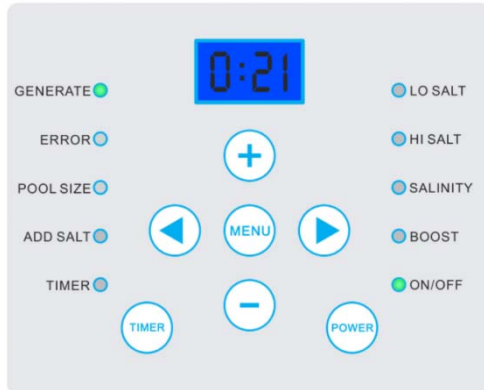 0:21
GENERATE
LO SALT
ERROR
HI SALT
+
POOL SIZE
SALINITY
MENU
ADD SALT
BOOST
TIMER
ON/OFF
−
TIMER
POWER